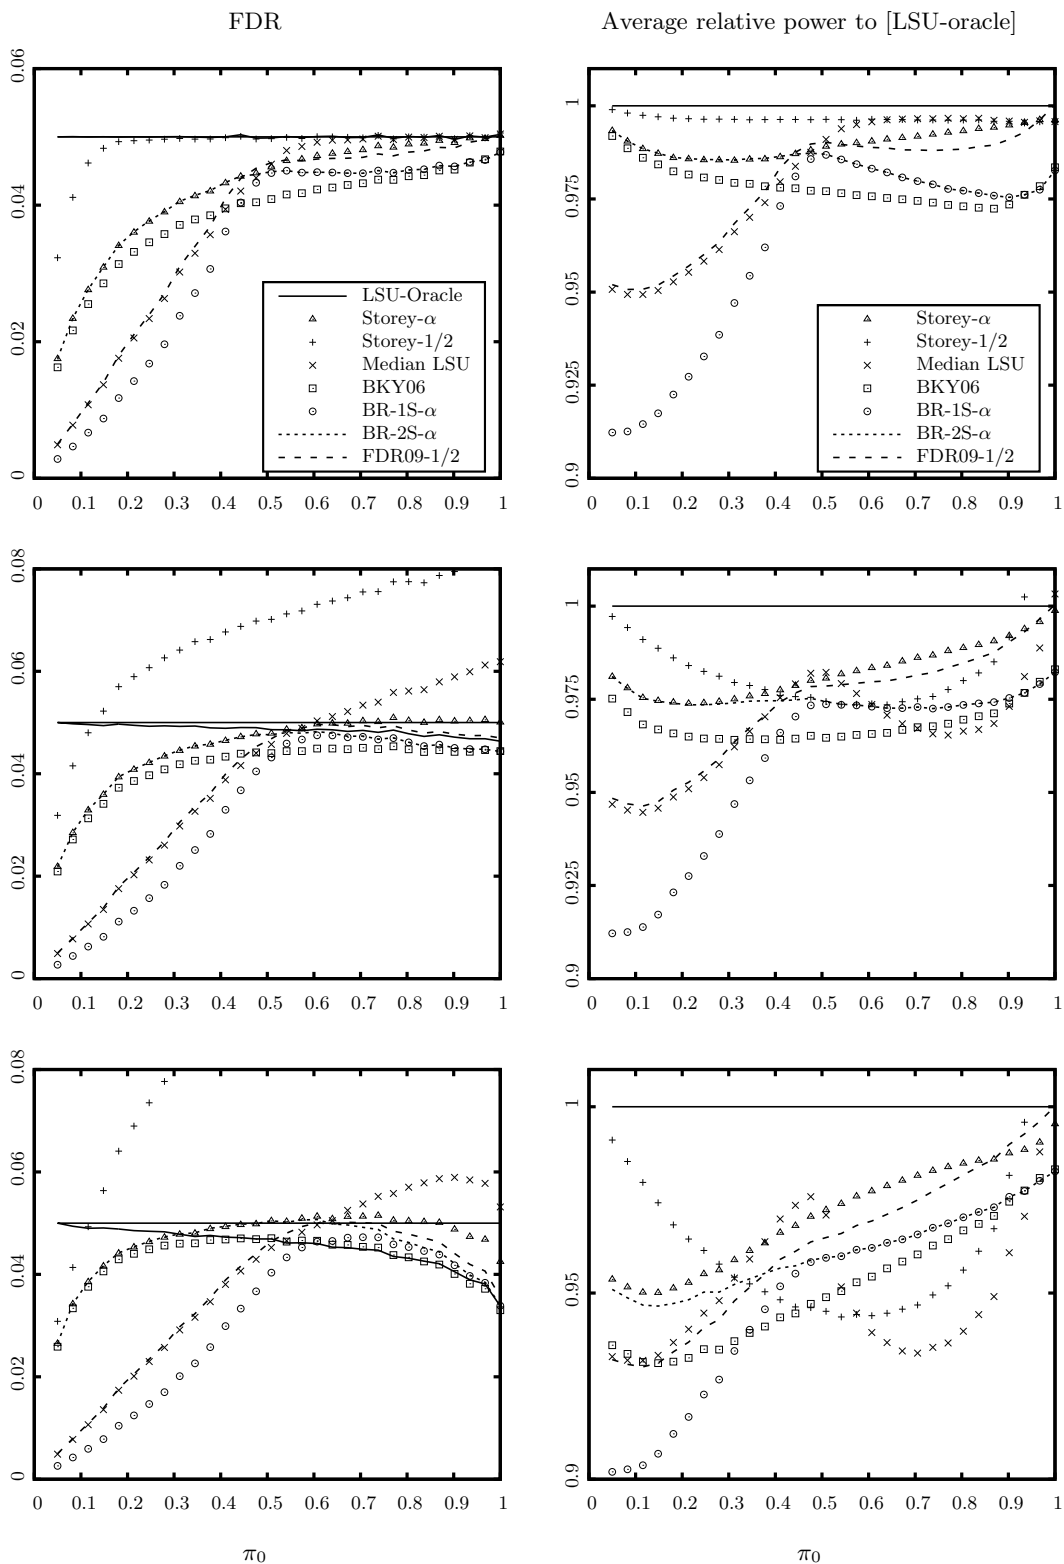 FDR
Average relative power to [LSU-oracle]
0.06
0.04
0.02
0
LSU-Oracle
Storey-α
Storey-1/2
Median LSU
BKY06
BR-1S-α
BR-2S-α
FDR09-1/2
0 0.1 0.2 0.3 0.4 0.5 0.6 0.7 0.8 0.9 1
1
0.975
0.95
0.925
0.9
Storey-α
Storey-1/2
Median LSU
BKY06
BR-1S-α
BR-2S-α
FDR09-1/2
0 0.1 0.2 0.3 0.4 0.5 0.6 0.7 0.8 0.9 1
0.08
0.06
0.04
0.02
0
0 0.1 0.2 0.3 0.4 0.5 0.6 0.7 0.8 0.9 1
1
0.975
0.95
0.925
0.9
0 0.1 0.2 0.3 0.4 0.5 0.6 0.7 0.8 0.9 1
0.08
0.06
0.04
0.02
0
0 0.1 0.2 0.3 0.4 0.5 0.6 0.7 0.8 0.9 1
π0
1
0.95
0.9
0 0.1 0.2 0.3 0.4 0.5 0.6 0.7 0.8 0.9 1
π0